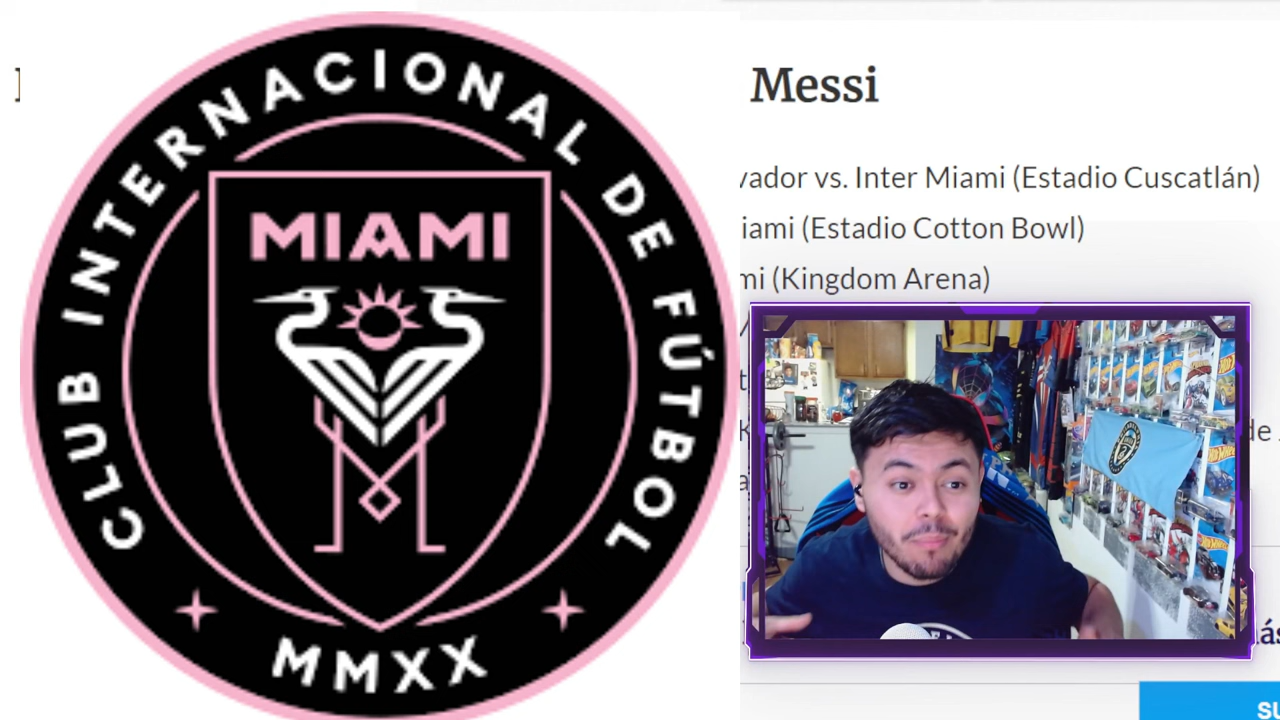 CLUB INTERNACIONAL DE FÚTBOL
MIAMI
MMXX
Messi
vador vs. Inter Miami (Estadio Cuscatlán)
iami (Estadio Cotton Bowl)
mi (Kingdom Arena)
de